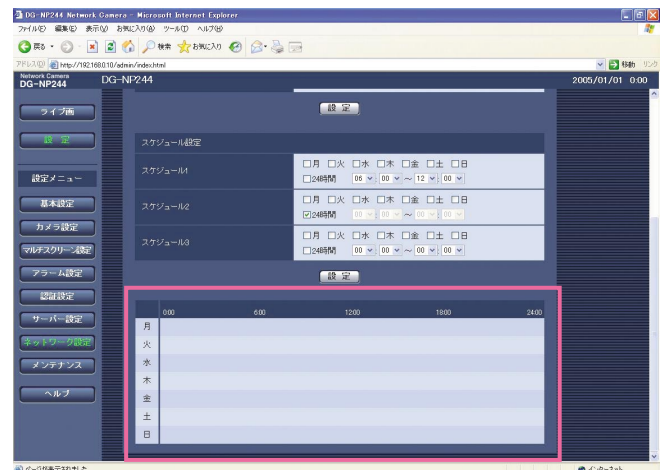 DG-NP244 Network Camera - Microsoft Internet Explorer
ファイル(F) 編集(E) 表示(V) お気に入り(A) ツール(T) ヘルプ(H)
戻る 検索 お気に入り
アドレス(D) http://192.168.0.10/admin/index.html 移動 リンク
Network Camera
DG-NP244 DG-NP244 2005/01/01 0:00
ライブ画
設 定
設定メニュー
基本設定
カメラ設定
マルチスクリーン設定
アラーム設定
認証設定
サーバー設定
ネットワーク設定
メンテナンス
ヘルプ
設 定
スケジュール設定
スケジュール1 月 火 水 木 金 土 日
24時間 06 : 00 ~ 12 : 00
スケジュール2 月 火 水 木 金 土 日
24時間 00 : 00 ~ 00 : 00
スケジュール3 月 火 水 木 金 土 日
24時間 00 : 00 ~ 00 : 00
設 定
0:00 6:00 12:00 18:00 24:00
月
火
水
木
金
土
日
ページが表示されました インターネット